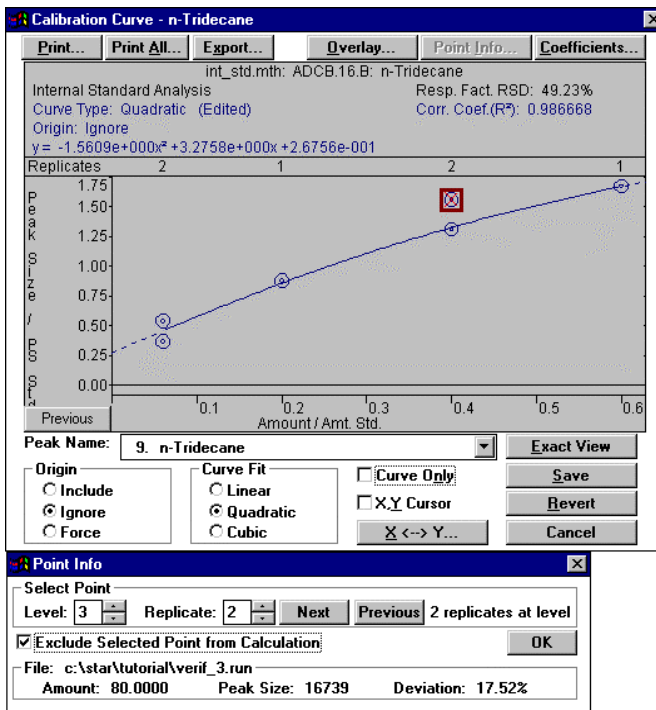 Calibration Curve - n-Tridecane
Print... Print All... Export... Overlay... Point Info... Coefficients...
int_std.mth: ADCB.16.B: n-Tridecane
Internal Standard Analysis Resp. Fact. RSD: 49.23%
Curve Type: Quadratic (Edited) Corr. Coef.(R²): 0.986668
Origin: Ignore
y = -1.5609e+000x² +3.2758e+000x +2.6756e-001
Replicates 2 1 2 1
Peak Size / PS Std
1.75
1.50
1.25
1.00
0.75
0.50
0.25
0.00
0.1 0.2 0.3 0.4 0.5 0.6
Previous
Amount / Amt. Std.
Peak Name: 9. n-Tridecane Exact View
Origin Curve Fit
Include Linear Curve Only Save
Ignore Quadratic X,Y Cursor Revert
Force Cubic X <--> Y... Cancel
Point Info
Select Point
Level: 3 Replicate: 2 Next Previous 2 replicates at level
Exclude Selected Point from Calculation OK
File: c:\star\tutorial\verif_3.run
Amount: 80.0000 Peak Size: 16739 Deviation: 17.52%